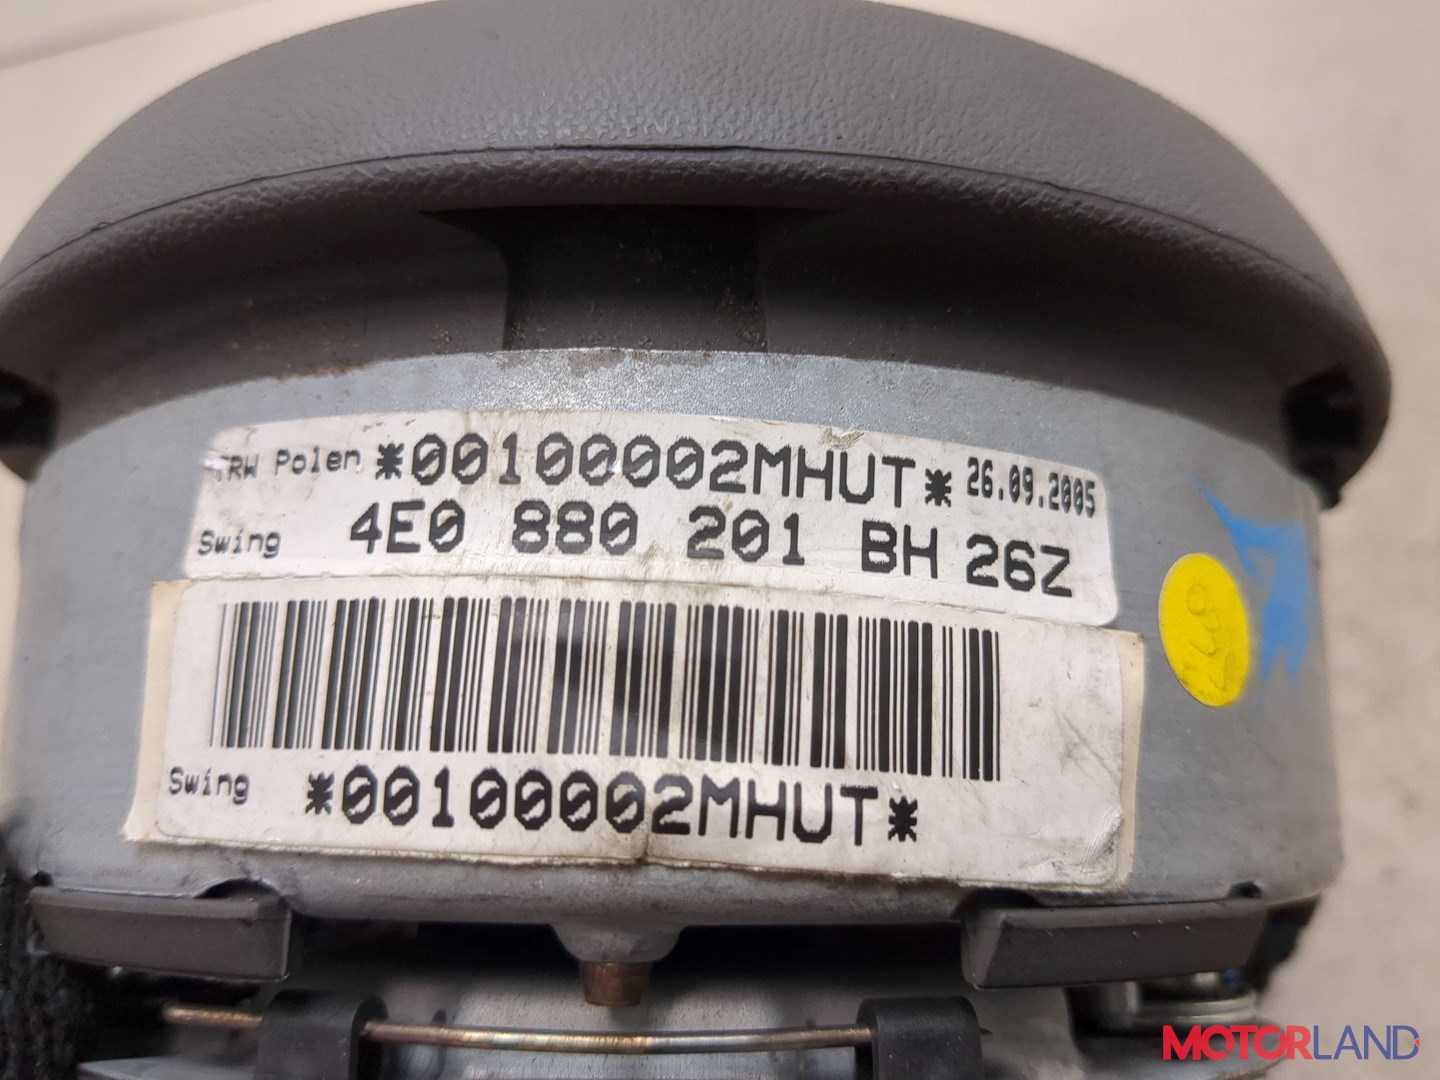 TRW Polen *00100002MHUT* 26.09.2005
Swing 4E0 880 201 BH 26Z
Swing *00100002MHUT*
MOTORLAND